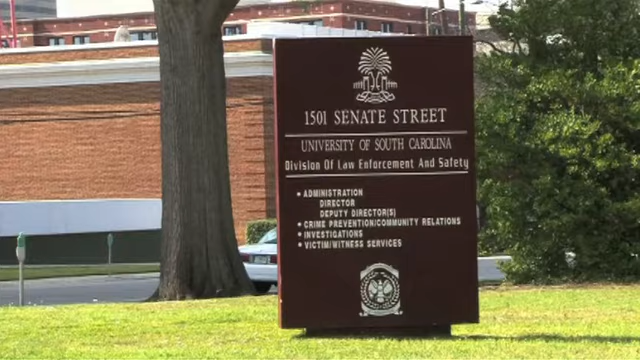 1501 SENATE STREET
UNIVERSITY OF SOUTH CAROLINA
Division Of Law Enforcement And Safety
• ADMINISTRATION
DIRECTOR
DEPUTY DIRECTOR(S)
• CRIME PREVENTION/COMMUNITY RELATIONS
• INVESTIGATIONS
• VICTIM/WITNESS SERVICES